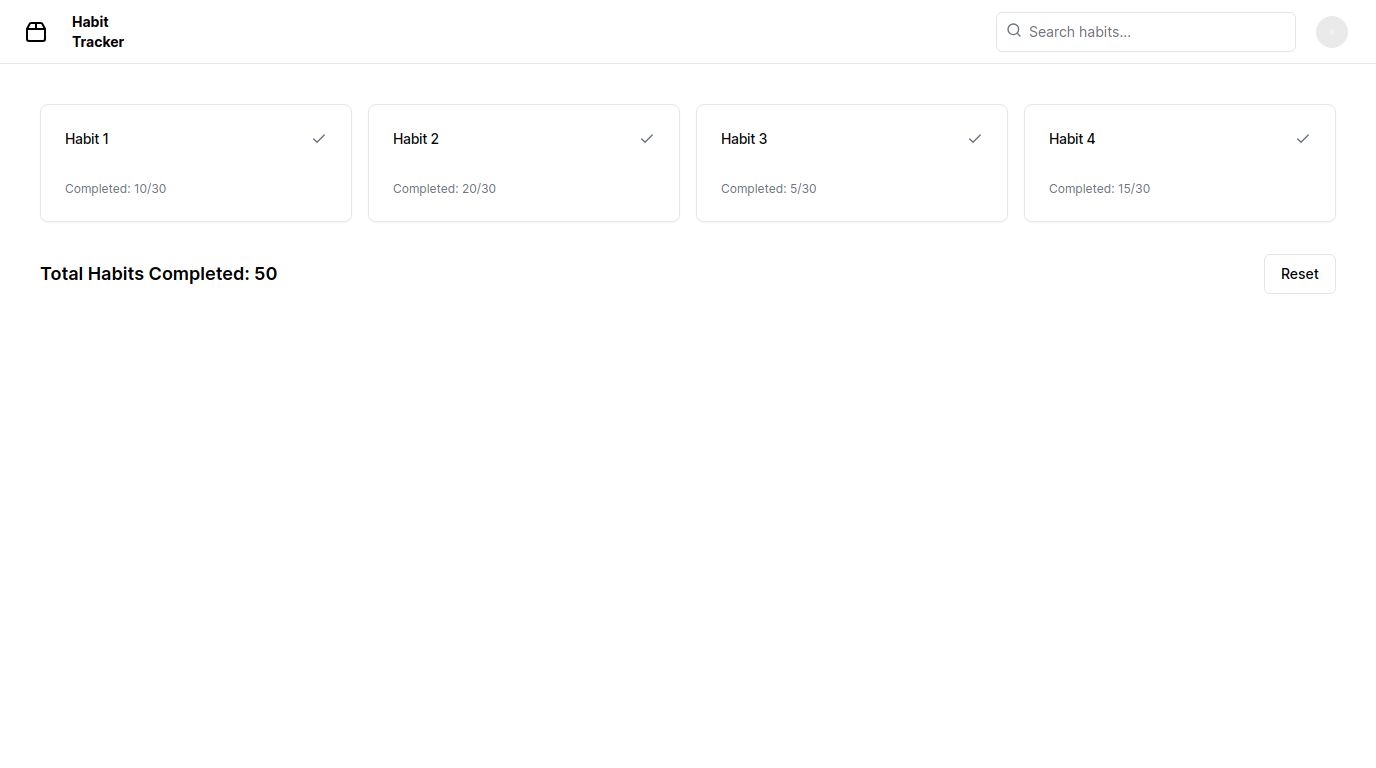 Habit
Tracker
Search habits...
Habit 1
Completed: 10/30
Habit 2
Completed: 20/30
Habit 3
Completed: 5/30
Habit 4
Completed: 15/30
Total Habits Completed: 50
Reset